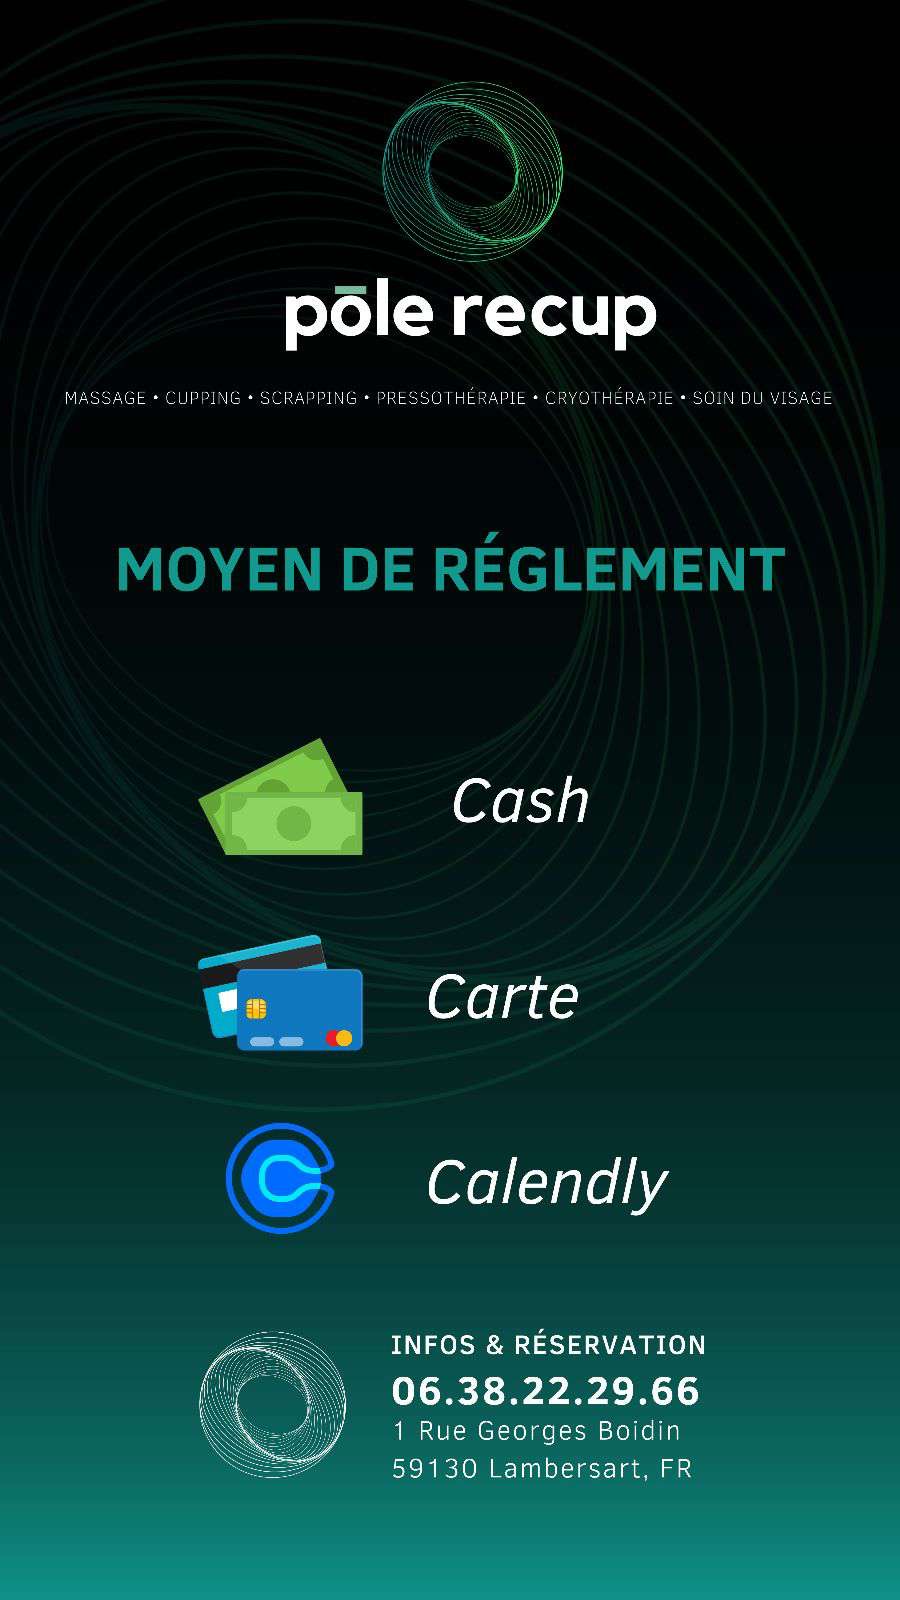 pōle recup
MASSAGE • CUPPING • SCRAPPING • PRESSOTHÉRAPIE • CRYOTHÉRAPIE • SOIN DU VISAGE
MOYEN DE RÉGLEMENT
Cash
Carte
Calendly
INFOS & RÉSERVATION
06.38.22.29.66
1 Rue Georges Boidin
59130 Lambersart, FR